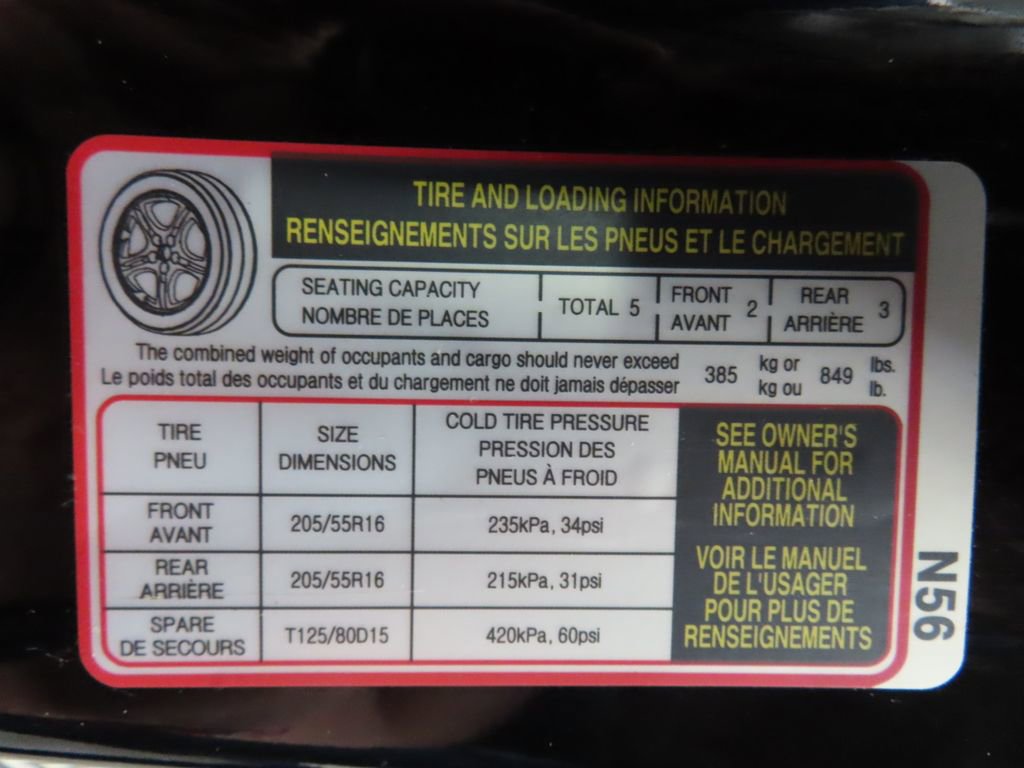 TIRE AND LOADING INFORMATION
RENSEIGNEMENTS SUR LES PNEUS ET LE CHARGEMENT
SEATING CAPACITY
NOMBRE DE PLACES
TOTAL 5
FRONT
AVANT 2
REAR
ARRIÈRE 3
The combined weight of occupants and cargo should never exceed 385 kg or 849 lbs.
Le poids total des occupants et du chargement ne doit jamais dépasser kg ou lb.
TIRE
PNEU
SIZE
DIMENSIONS
COLD TIRE PRESSURE
PRESSION DES
PNEUS À FROID
FRONT
AVANT
205/55R16
235kPa, 34psi
REAR
ARRIÈRE
205/55R16
215kPa, 31psi
SPARE
DE SECOURS
T125/80D15
420kPa, 60psi
SEE OWNER'S
MANUAL FOR
ADDITIONAL
INFORMATION
VOIR LE MANUEL
DE L'USAGER
POUR PLUS DE
RENSEIGNEMENTS
N56